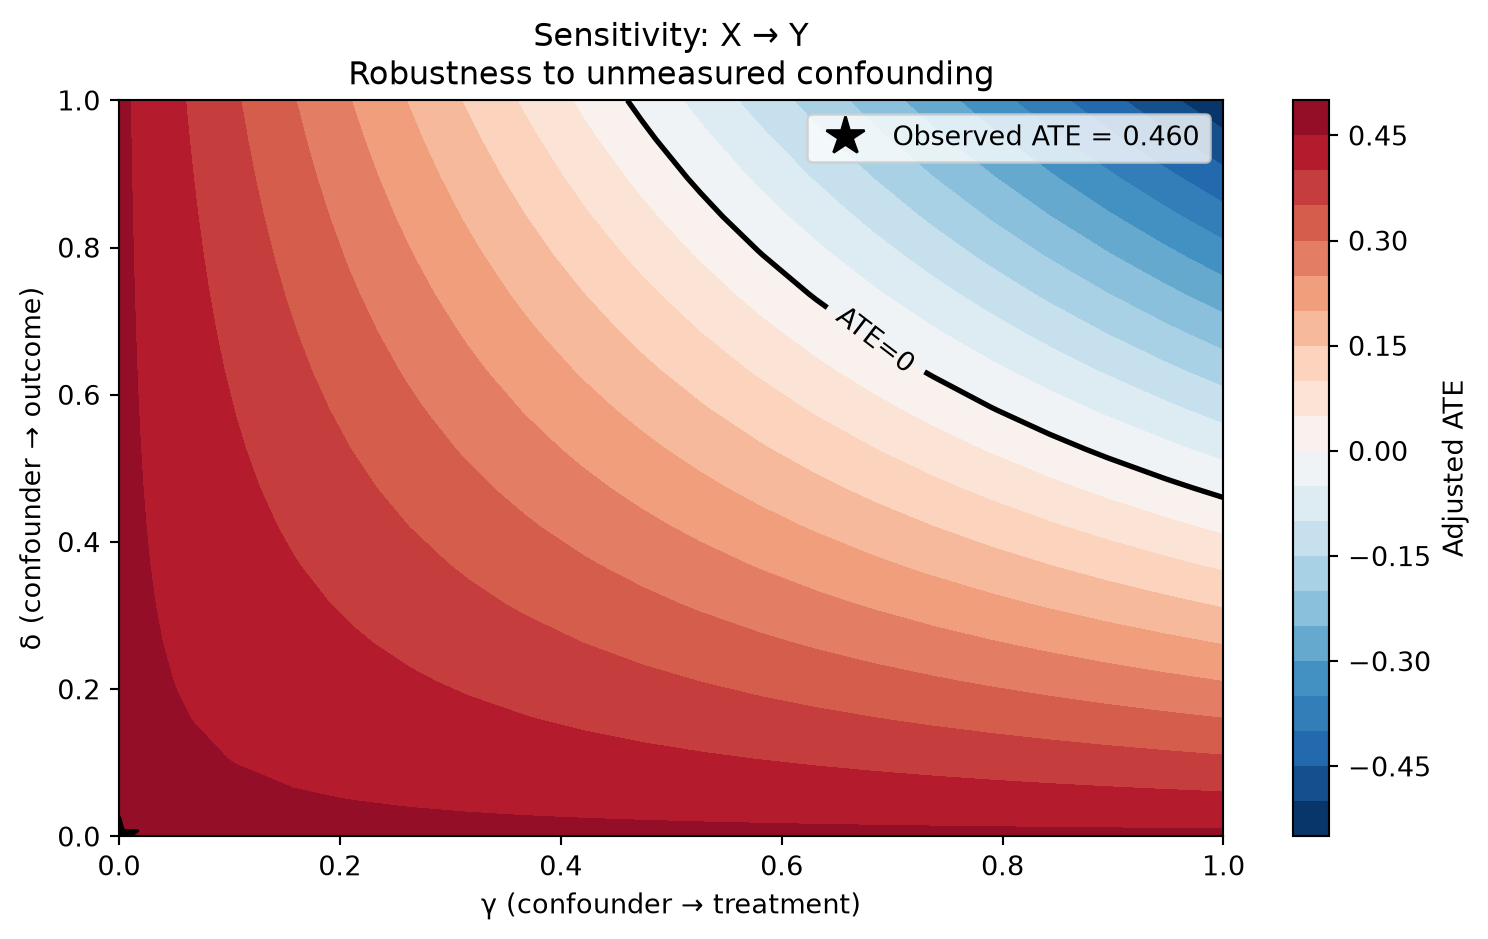 Sensitivity: X → Y
Robustness to unmeasured confounding
Observed ATE = 0.460
ATE=0
δ (confounder → outcome)
1.0
0.8
0.6
0.4
0.2
0.0
0.0
0.2
0.4
0.6
0.8
1.0
γ (confounder → treatment)
0.45
0.30
0.15
0.00
−0.15
−0.30
−0.45
Adjusted ATE